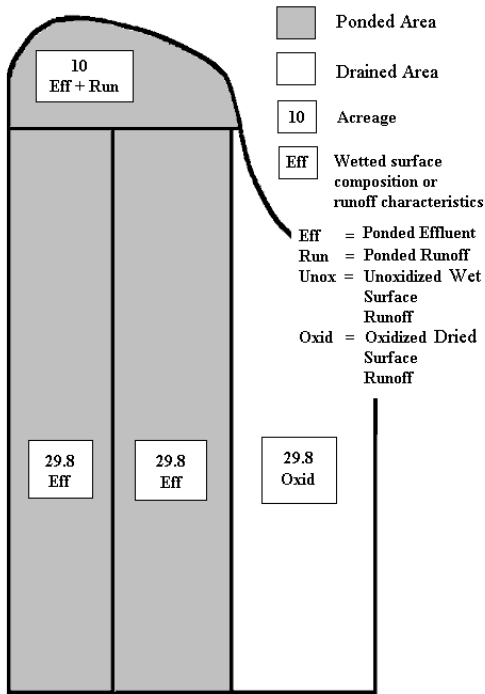 10
Eff + Run
Ponded Area
Drained Area
10 Acreage
Eff Wetted surface
composition or
runoff characteristics
Eff = Ponded Effluent
Run = Ponded Runoff
Unox = Unoxidized Wet
Surface
Runoff
Oxid = Oxidized Dried
Surface
Runoff
29.8
Eff
29.8
Eff
29.8
Oxid